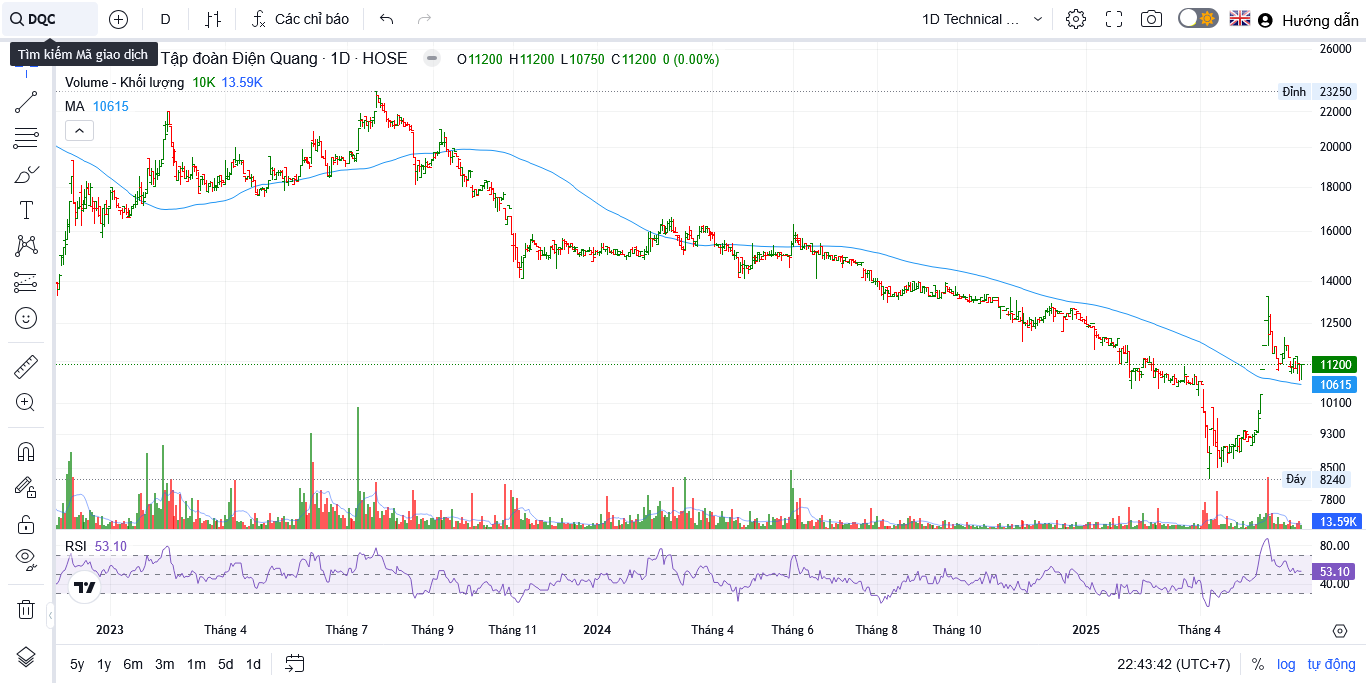 DQC
D
Các chỉ báo
1D Technical ...
Hướng dẫn
Tìm kiếm Mã giao dịch
Tập đoàn Điện Quang · 1D · HOSE
O11200 H11200 L10750 C11200 0 (0.00%)
Volume - Khối lượng 10K 13.59K
MA 10615
26000
Đỉnh 23250
22000
20000
18000
16000
14000
12500
11200
10615
10100
9300
8500
Đáy 8240
7800
13.59K
RSI 53.10
80.00
53.10
40.00
2023 Tháng 4 Tháng 7 Tháng 9 Tháng 11 2024 Tháng 4 Tháng 6 Tháng 8 Tháng 10 2025 Tháng 4
5y 1y 6m 3m 1m 5d 1d
22:43:42 (UTC+7) % log tự động